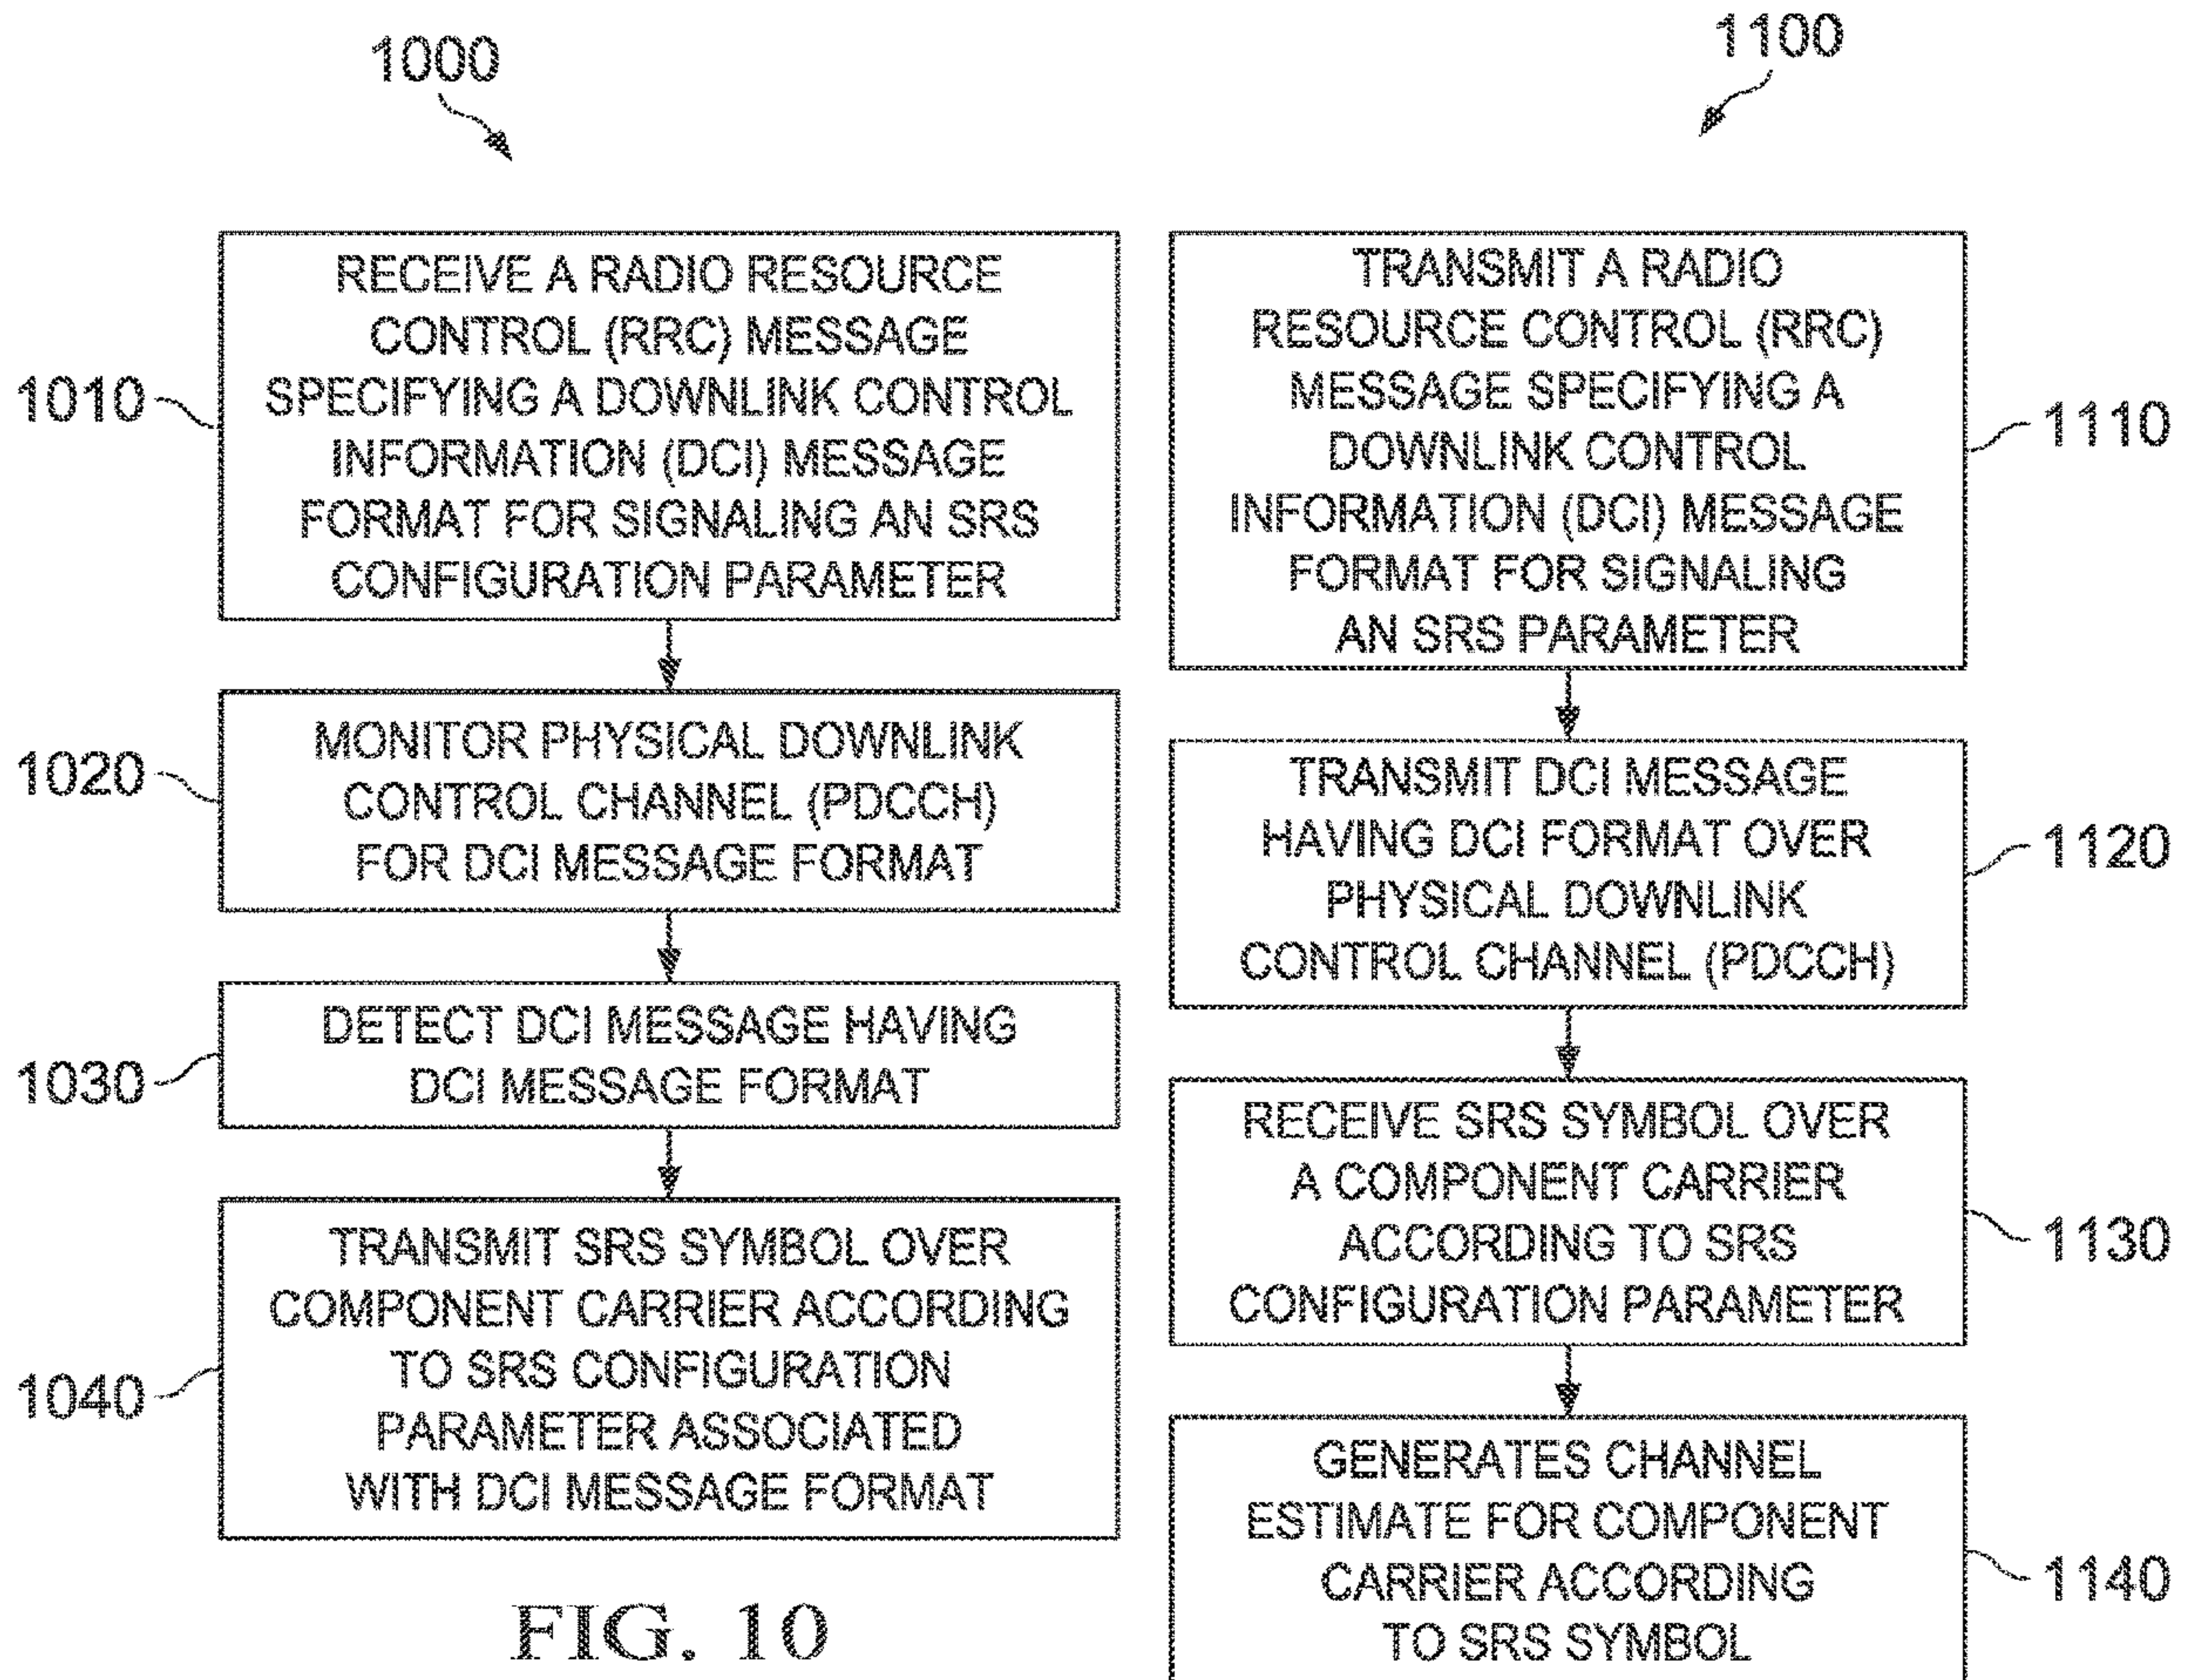 1000
1010
RECEIVE A RADIO RESOURCE
CONTROL (RRC) MESSAGE
SPECIFYING A DOWNLINK CONTROL
INFORMATION (DCI) MESSAGE
FORMAT FOR SIGNALING AN SRS
CONFIGURATION PARAMETER
1020
MONITOR PHYSICAL DOWNLINK
CONTROL CHANNEL (PDCCH)
FOR DCI MESSAGE FORMAT
1030
DETECT DCI MESSAGE HAVING
DCI MESSAGE FORMAT
1040
TRANSMIT SRS SYMBOL OVER
COMPONENT CARRIER ACCORDING
TO SRS CONFIGURATION
PARAMETER ASSOCIATED
WITH DCI MESSAGE FORMAT
FIG. 10
1100
TRANSMIT A RADIO
RESOURCE CONTROL (RRC)
MESSAGE SPECIFYING A
DOWNLINK CONTROL
INFORMATION (DCI) MESSAGE
FORMAT FOR SIGNALING
AN SRS PARAMETER
1110
TRANSMIT DCI MESSAGE
HAVING DCI FORMAT OVER
PHYSICAL DOWNLINK
CONTROL CHANNEL (PDCCH)
1120
RECEIVE SRS SYMBOL OVER
A COMPONENT CARRIER
ACCORDING TO SRS
CONFIGURATION PARAMETER
1130
GENERATES CHANNEL
ESTIMATE FOR COMPONENT
CARRIER ACCORDING
TO SRS SYMBOL
1140